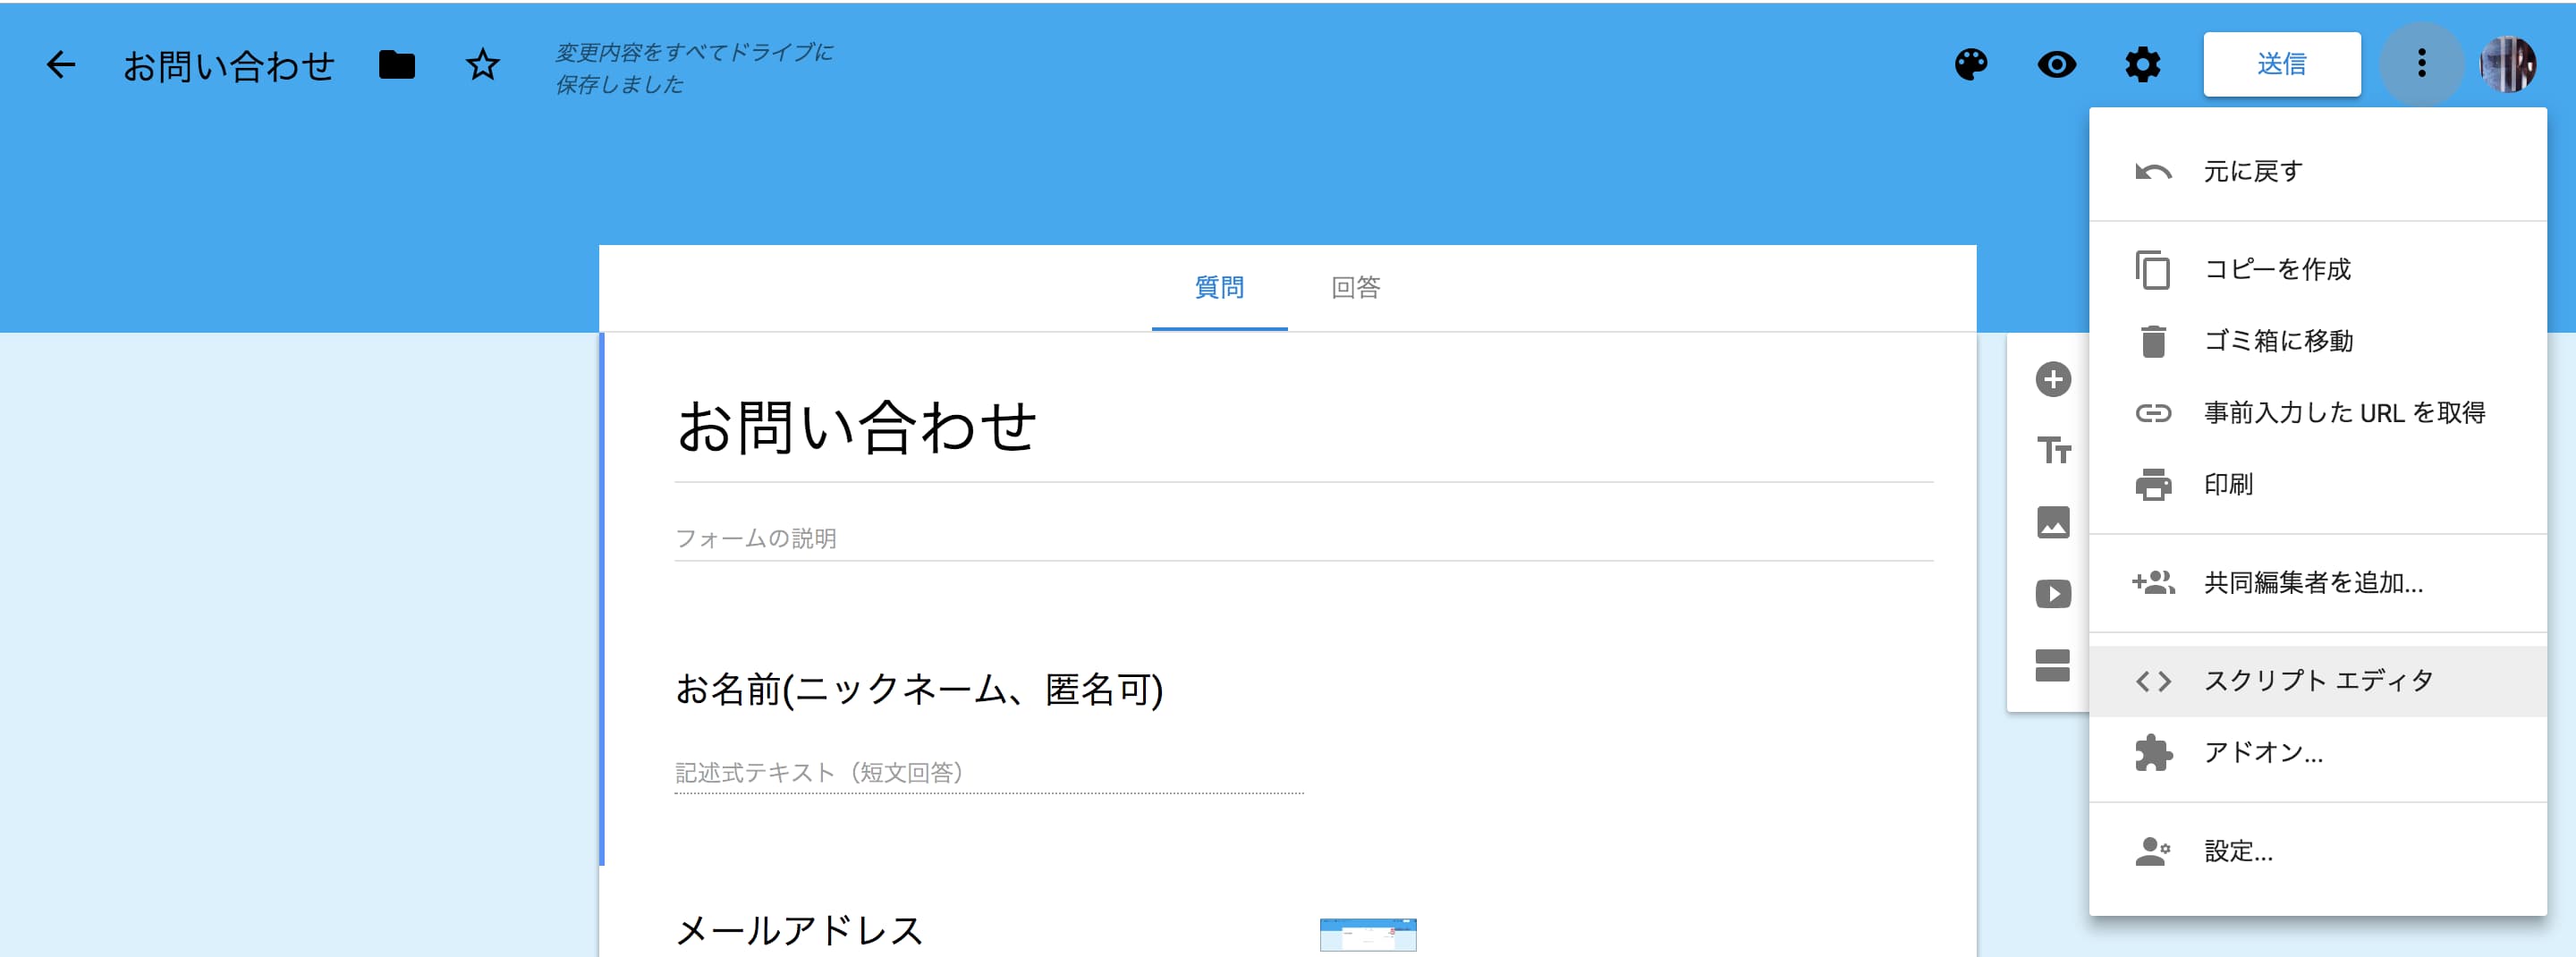 お問い合わせ
変更内容をすべてドライブに
保存しました
送信
元に戻す
コピーを作成
ゴミ箱に移動
事前入力した URL を取得
印刷
共同編集者を追加...
スクリプト エディタ
アドオン...
設定...
質問
回答
お問い合わせ
フォームの説明
お名前(ニックネーム、匿名可)
記述式テキスト（短文回答）
メールアドレス